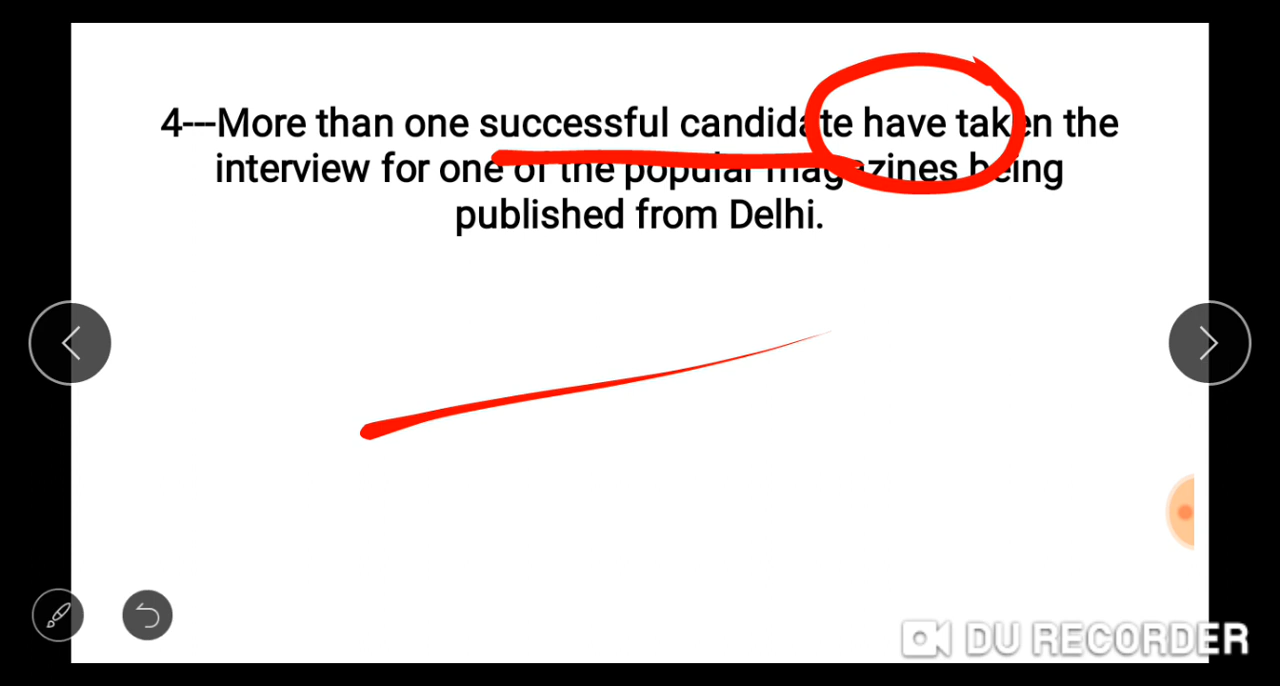 4---More than one successful candidate have taken the
interview for one of the popular magazines being
published from Delhi.
DU RECORDER